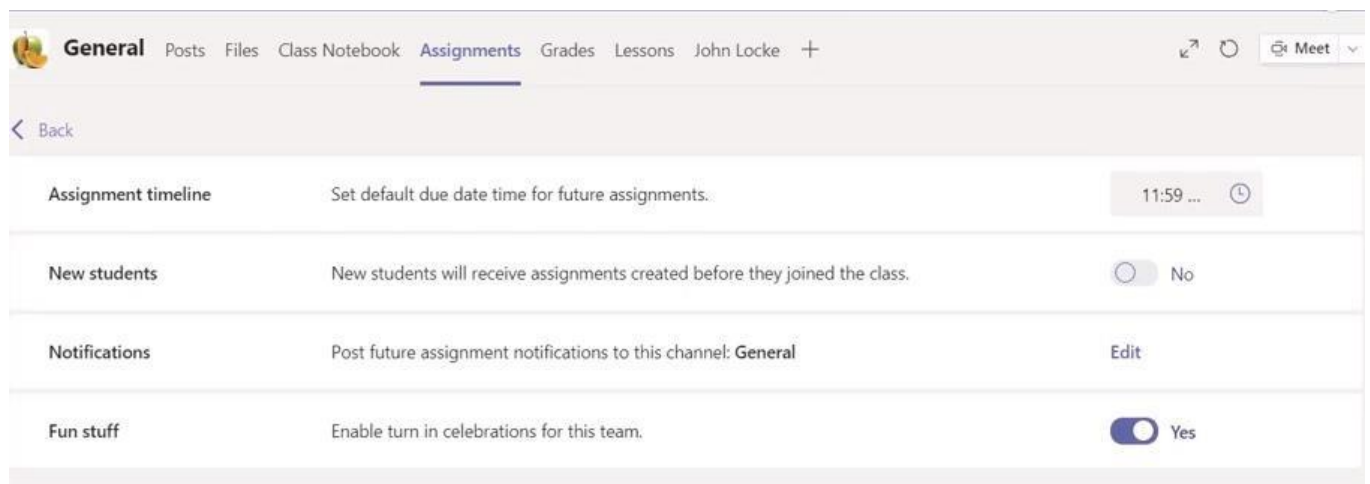 General Posts Files Class Notebook Assignments Grades Lessons John Locke + Meet
Back
Assignment timeline Set default due date time for future assignments. 11:59 ...
New students New students will receive assignments created before they joined the class. No
Notifications Post future assignment notifications to this channel: General Edit
Fun stuff Enable turn in celebrations for this team. Yes